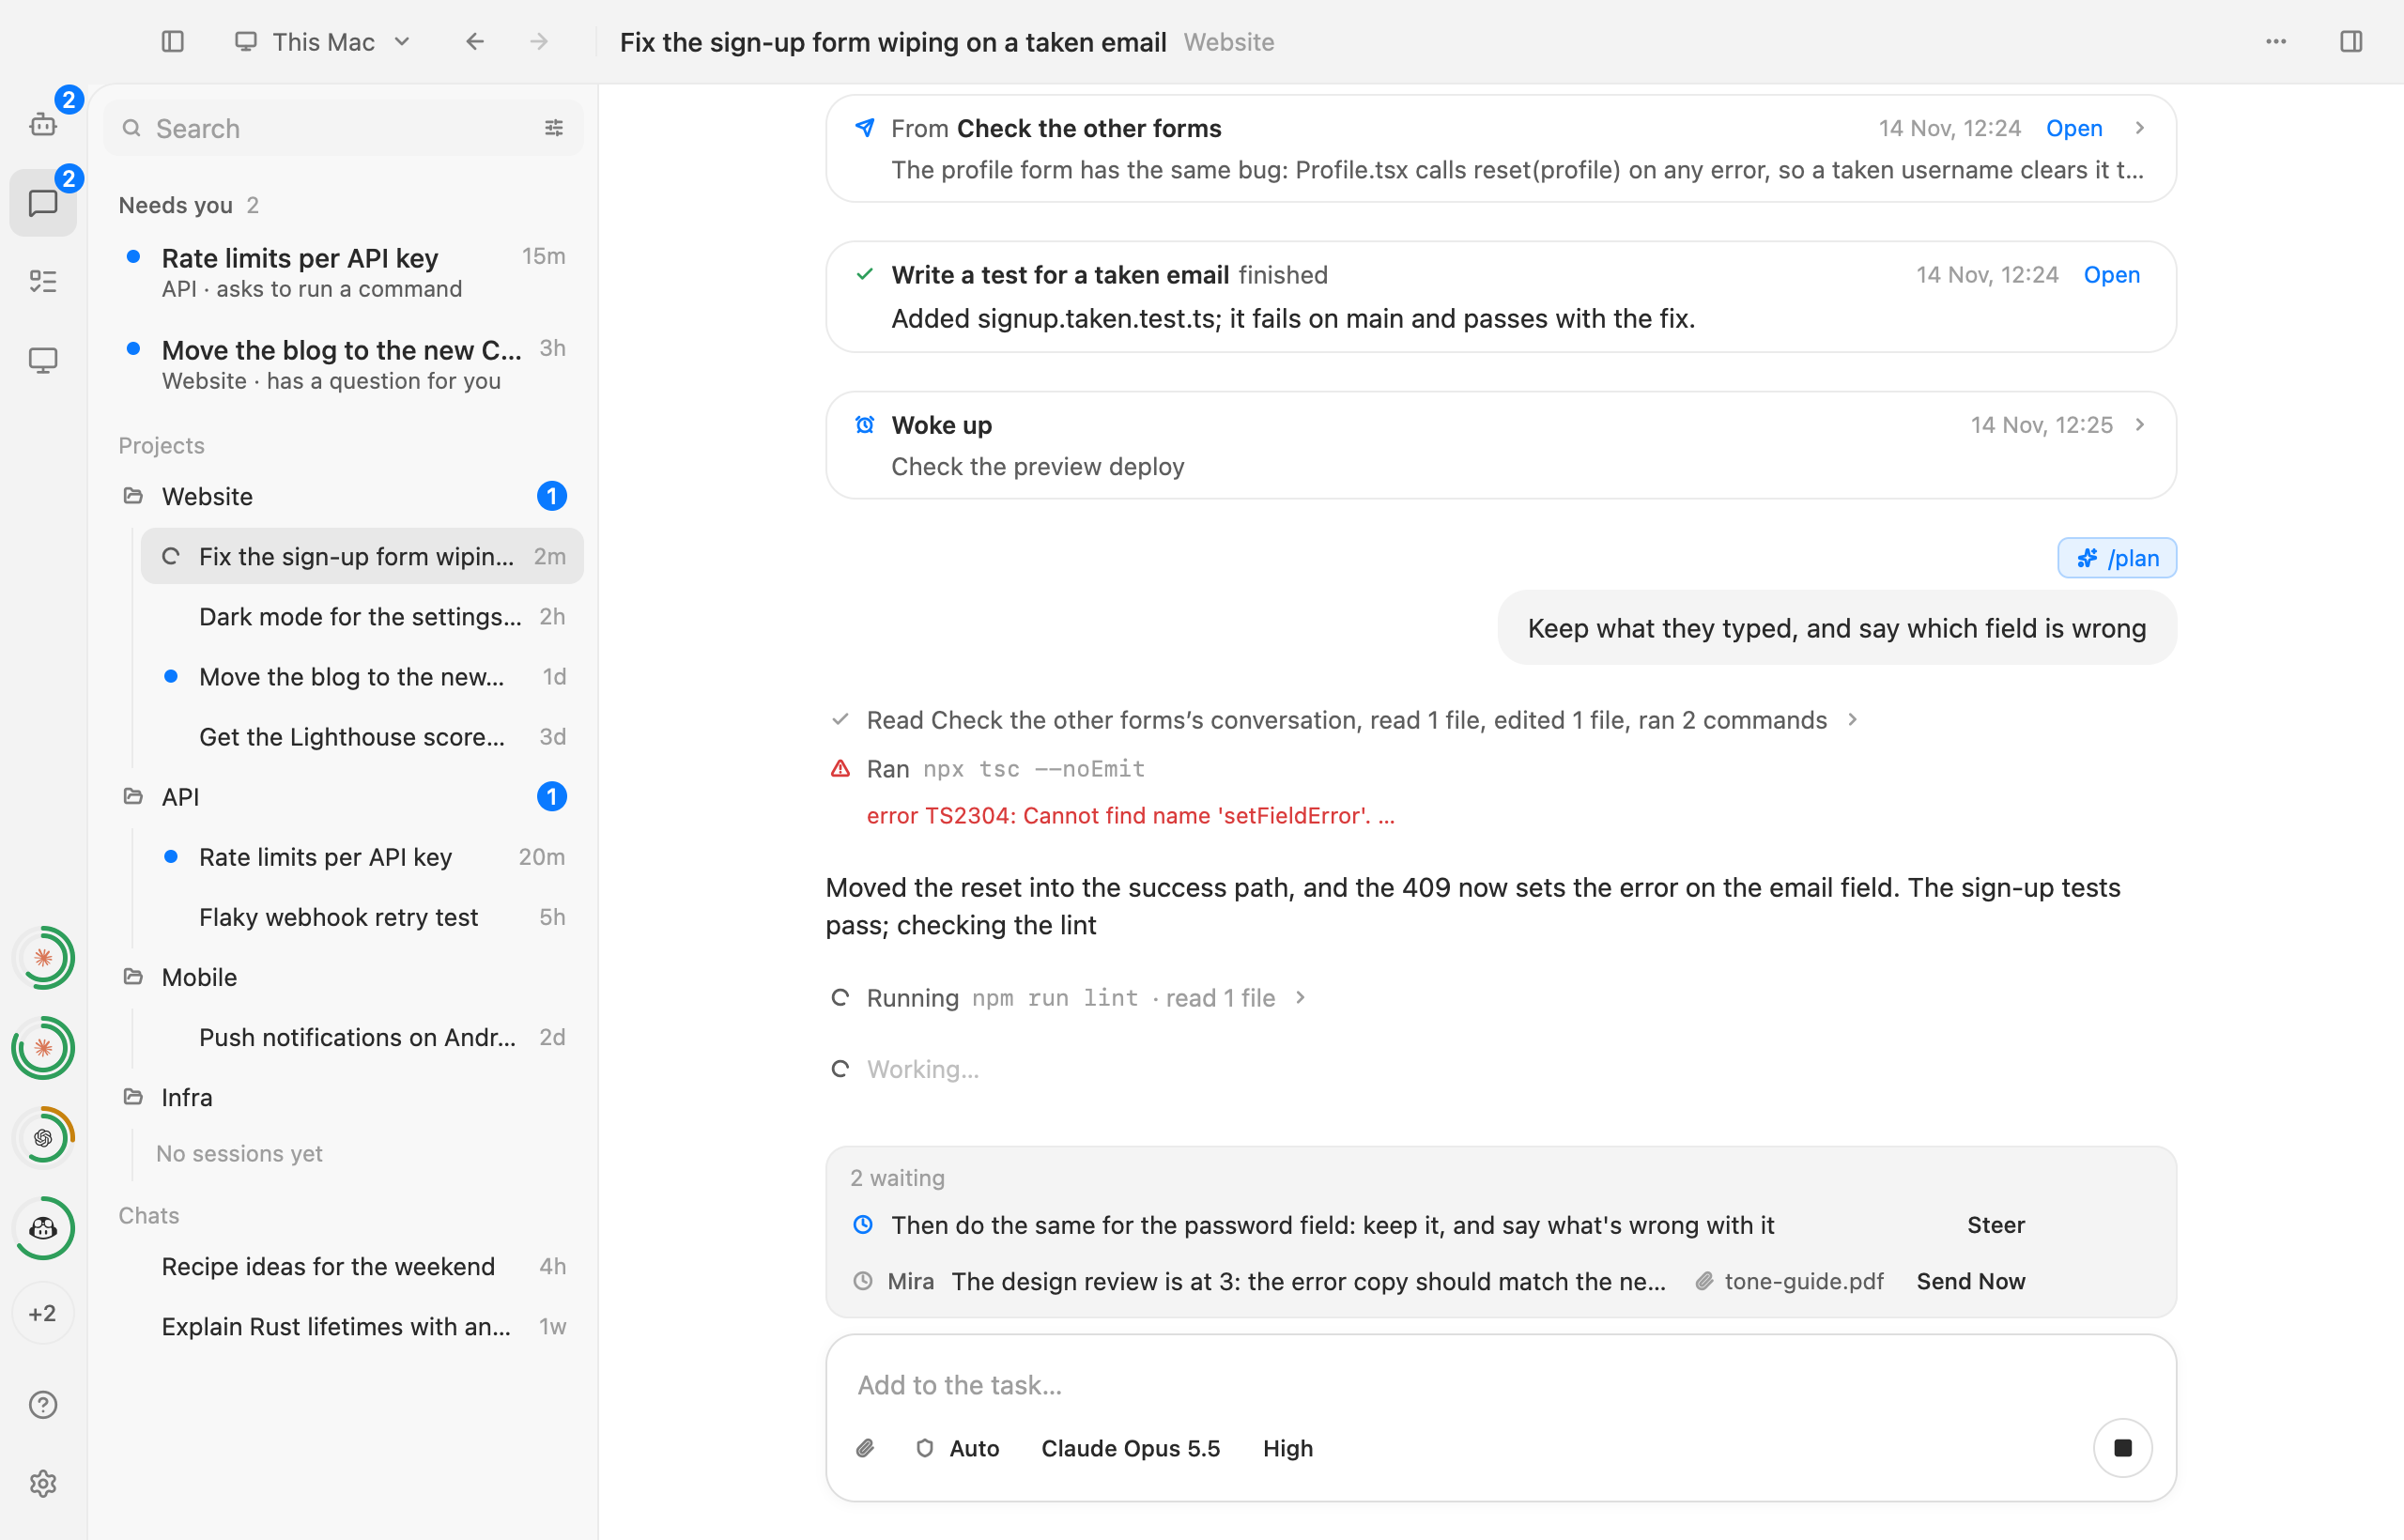 This Mac
Fix the sign-up form wiping on a taken email Website
2
2
Search
Needs you 2
Rate limits per API key 15m
API · asks to run a command
Move the blog to the new C... 3h
Website · has a question for you
Projects
Website 1
Fix the sign-up form wipin... 2m
Dark mode for the settings... 2h
Move the blog to the new... 1d
Get the Lighthouse score... 3d
API 1
Rate limits per API key 20m
Flaky webhook retry test 5h
Mobile
Push notifications on Andr... 2d
Infra
No sessions yet
Chats
Recipe ideas for the weekend 4h
Explain Rust lifetimes with an... 1w
+2
From Check the other forms 14 Nov, 12:24 Open
The profile form has the same bug: Profile.tsx calls reset(profile) on any error, so a taken username clears it t...
Write a test for a taken email finished 14 Nov, 12:24 Open
Added signup.taken.test.ts; it fails on main and passes with the fix.
Woke up 14 Nov, 12:25
Check the preview deploy
/plan
Keep what they typed, and say which field is wrong
Read Check the other forms’s conversation, read 1 file, edited 1 file, ran 2 commands
Ran npx tsc --noEmit
error TS2304: Cannot find name 'setFieldError'. ...
Moved the reset into the success path, and the 409 now sets the error on the email field. The sign-up tests
pass; checking the lint
Running npm run lint · read 1 file
Working...
2 waiting
Then do the same for the password field: keep it, and say what's wrong with it Steer
Mira The design review is at 3: the error copy should match the ne... tone-guide.pdf Send Now
Add to the task...
Auto Claude Opus 5.5 High